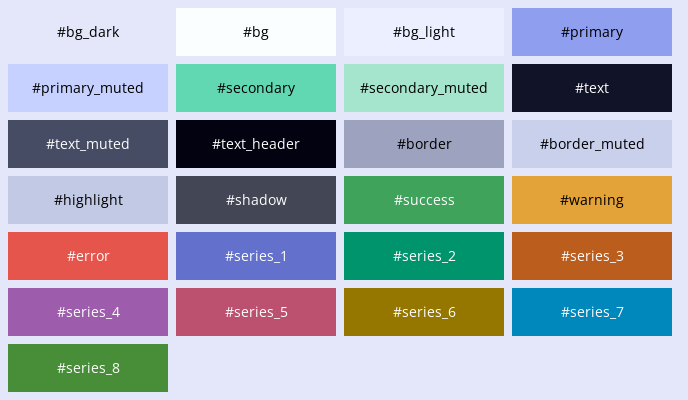 #bg_dark
#bg
#bg_light
#primary
#primary_muted
#secondary
#secondary_muted
#text
#text_muted
#text_header
#border
#border_muted
#highlight
#shadow
#success
#warning
#error
#series_1
#series_2
#series_3
#series_4
#series_5
#series_6
#series_7
#series_8